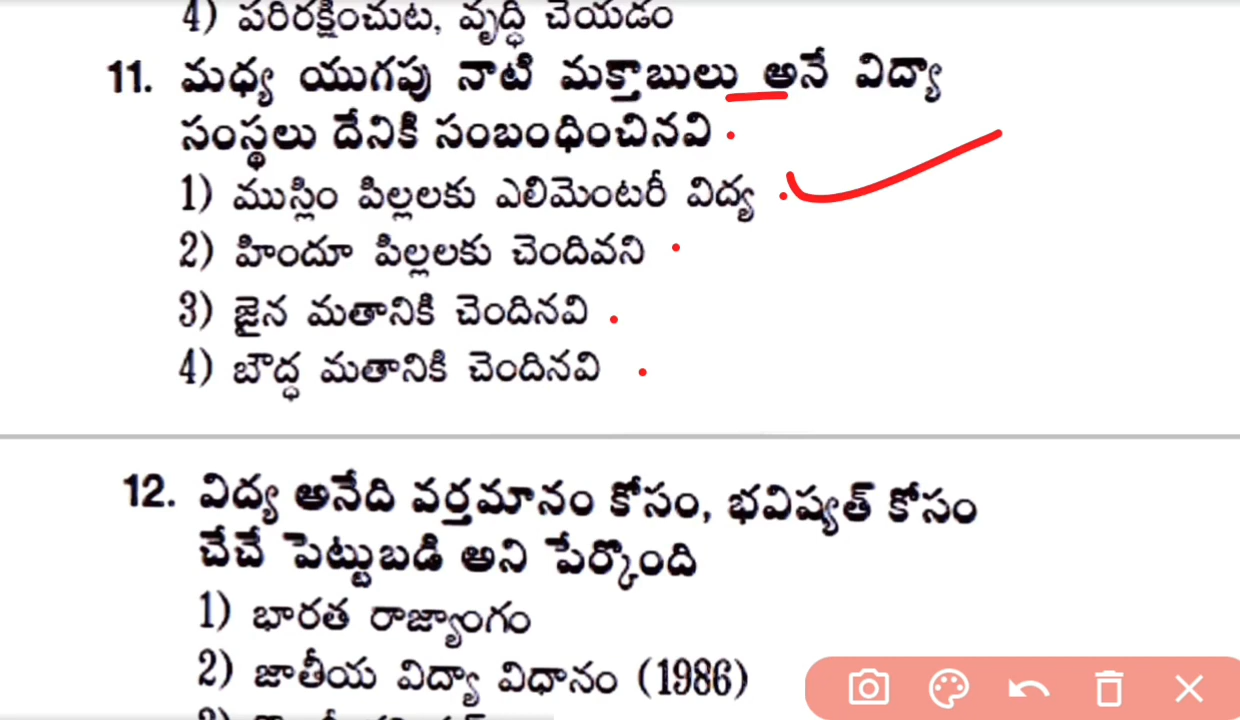 4) పరిరక్షించుట, వృద్ధి చేయడం
11. మధ్య యుగపు నాటి మక్తాబులు అనే విద్యా
సంస్థలు దేనికి సంబంధించినవి
1) ముస్లిం పిల్లలకు ఎలిమెంటరీ విద్య
2) హిందూ పిల్లలకు చెందివని
3) జైన మతానికి చెందినవి
4) బౌద్ధ మతానికి చెందినవి
12. విద్య అనేది వర్తమానం కోసం, భవిష్యత్ కోసం
చేచే పెట్టుబడి అని పేర్కొంది
1) భారత రాజ్యాంగం
2) జాతీయ విద్యా విధానం (1986)